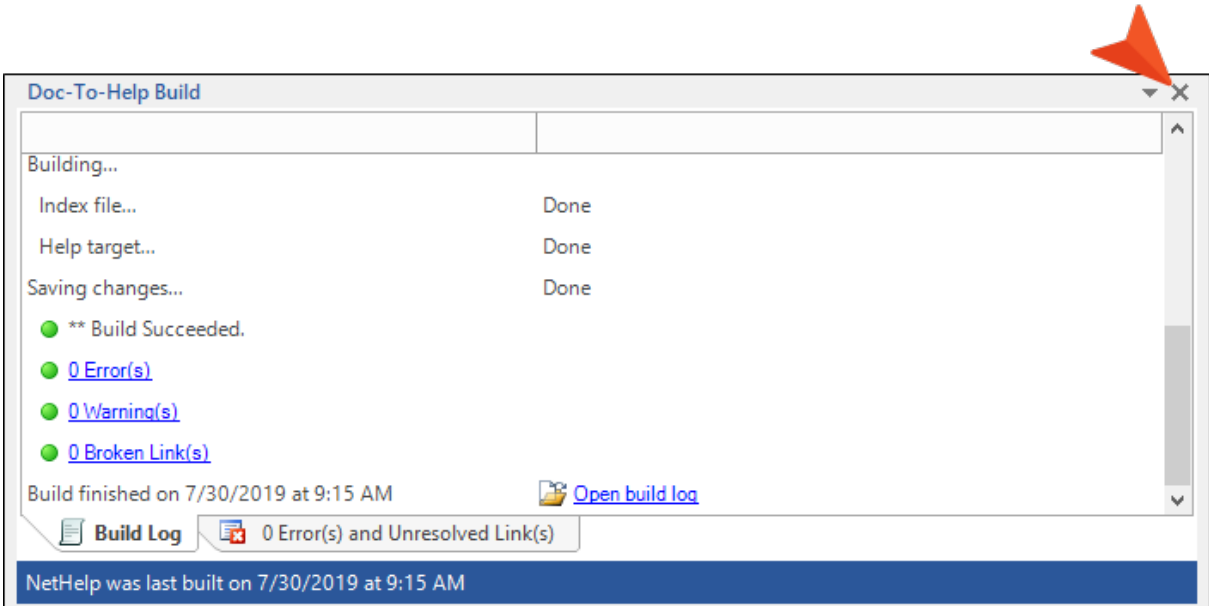 Doc-To-Help Build
Building...
Index file... Done
Help target... Done
Saving changes... Done
** Build Succeeded.
0 Error(s)
0 Warning(s)
0 Broken Link(s)
Build finished on 7/30/2019 at 9:15 AM Open build log
Build Log 0 Error(s) and Unresolved Link(s)
NetHelp was last built on 7/30/2019 at 9:15 AM